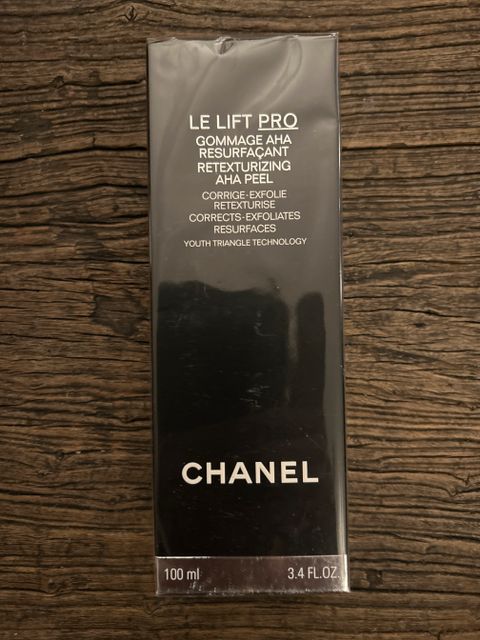 LE LIFT PRO
GOMMAGE AHA
RESURFAÇANT
RETEXTURIZING
AHA PEEL
CORRIGE-EXFOLIE
RETEXTURISE
CORRECTS-EXFOLIATES
RESURFACES
YOUTH TRIANGLE TECHNOLOGY
CHANEL
100 ml 3.4 FL.OZ.